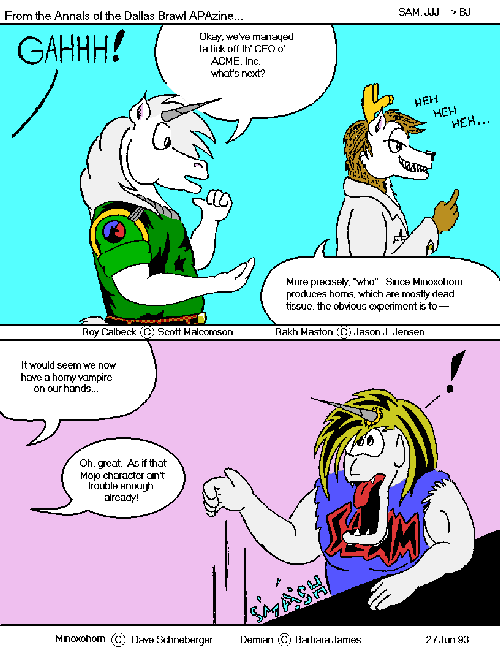 From the Annals of the Dallas Brawl APAzine...
SAM, JJJ -> BJ
GAHHH!
Okay, we've managed
ta tick off th' CEO o'
ACME, Inc.
what's next?
HEH
HEH
HEH...
More precisely, "who". Since Minoxohorn
produces horns, which are mostly dead
tissue, the obvious experiment is to —
Roy Calbeck © Scott Malcomson
Rakh Maston © Jason J. Jensen
It would seem we now
have a horny vampire
on our hands...
!
Oh, great. As if that
Mojo character ain't
trouble enough
already!
SLAM
SMASH
Minoxohorn © Dave Schneberger
Demian © Barbara James
27 Jun 93